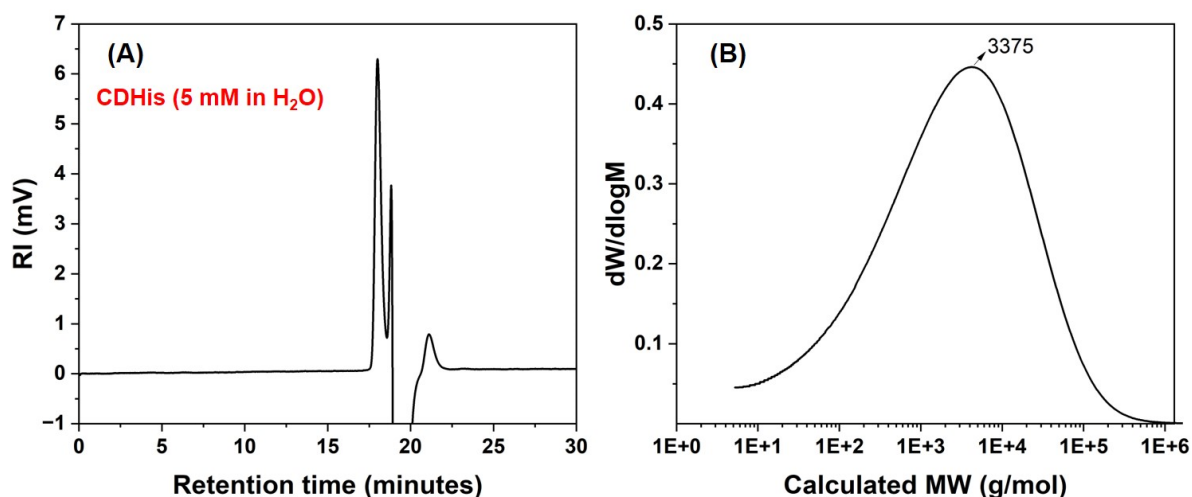 (A)
CDHis (5 mM in H₂O)
RI (mV)
7
6
5
4
3
2
1
0
−1
0 5 10 15 20 25 30
Retention time (minutes)
(B)
3375
dW/dlogM
0.5
0.4
0.3
0.2
0.1
1E+0 1E+1 1E+2 1E+3 1E+4 1E+5 1E+6
Calculated MW (g/mol)